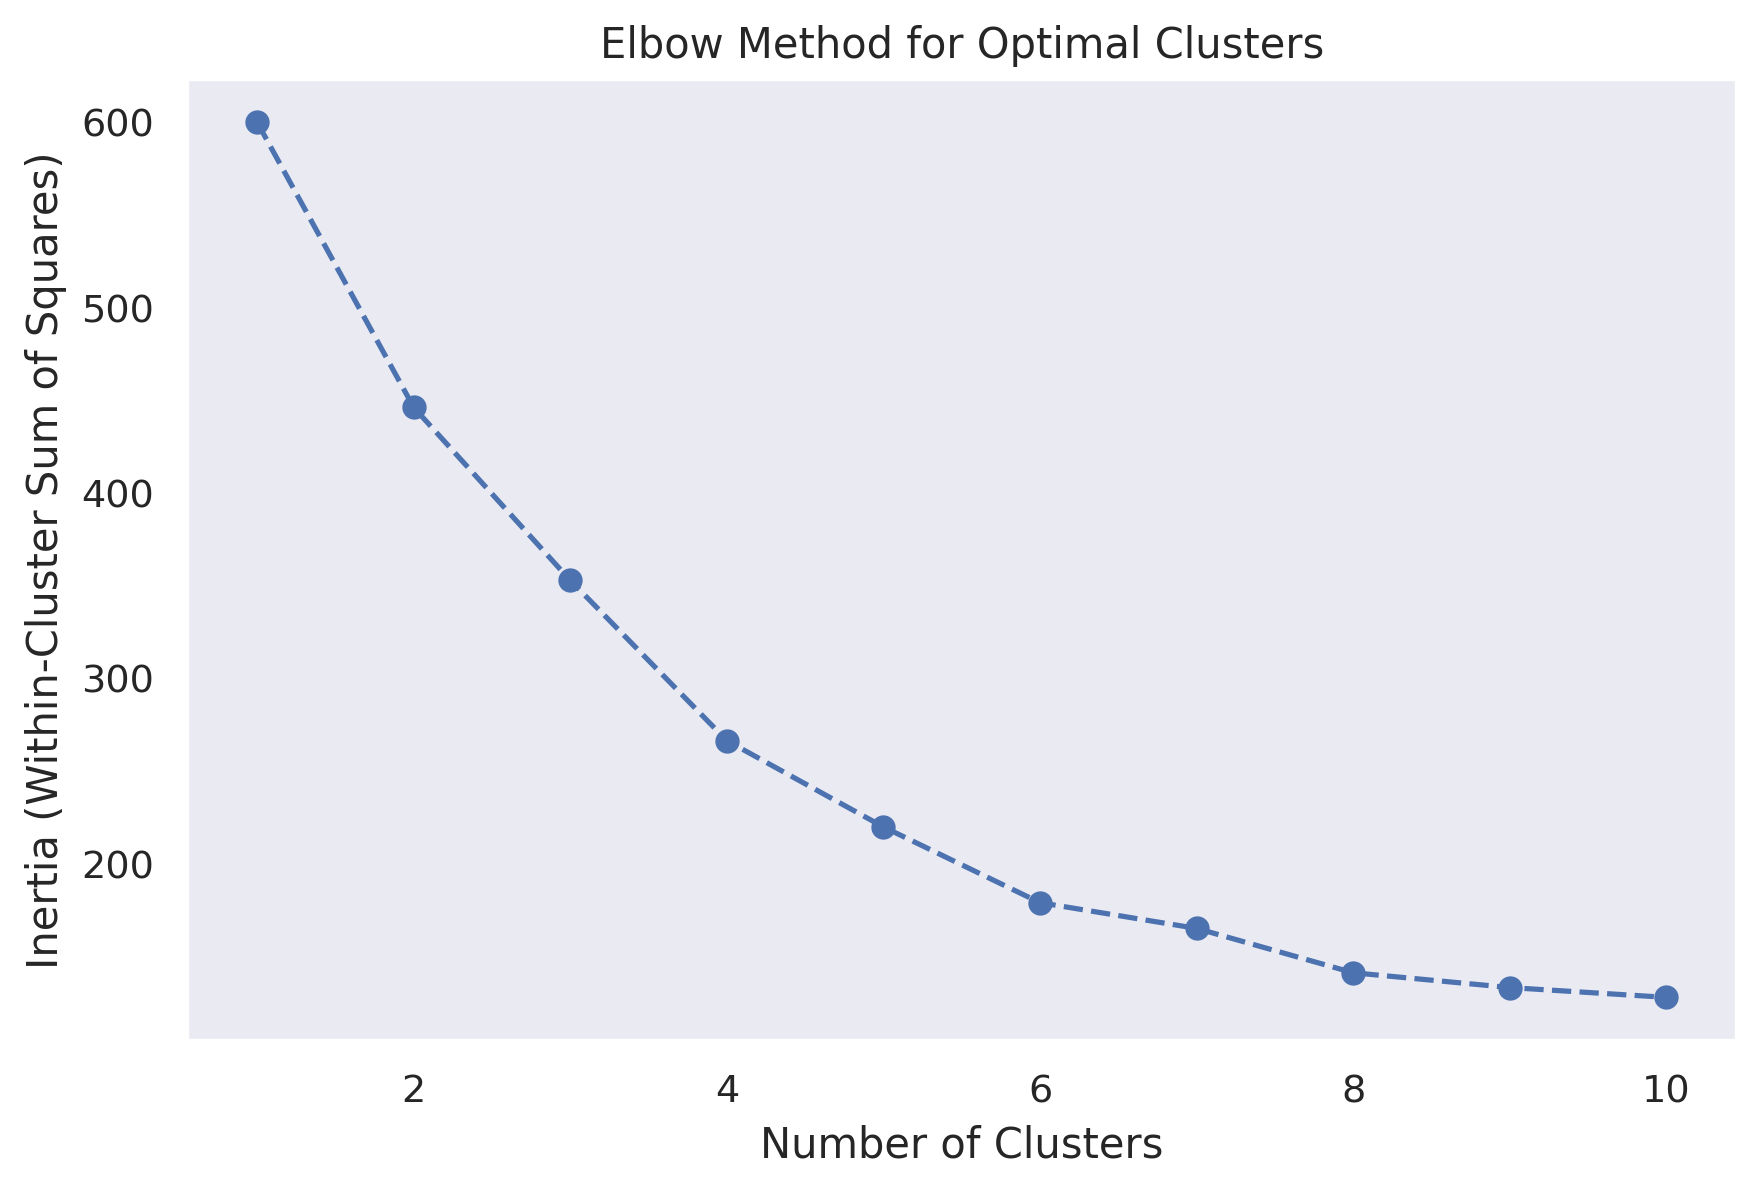 Elbow Method for Optimal Clusters
600
500
400
300
200
Inertia (Within-Cluster Sum of Squares)
2 4 6 8 10
Number of Clusters